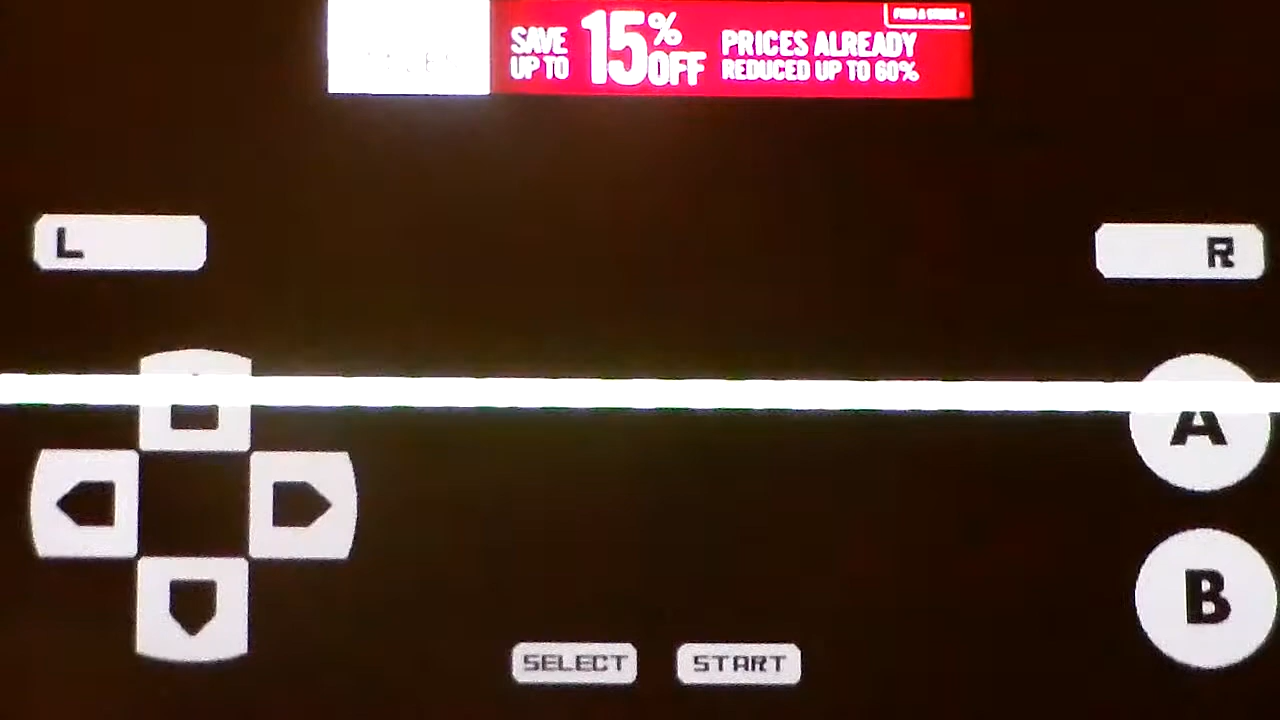 SAVE
UP TO
15% OFF
PRICES ALREADY
REDUCED UP TO 60%
L
R
A
B
SELECT
START